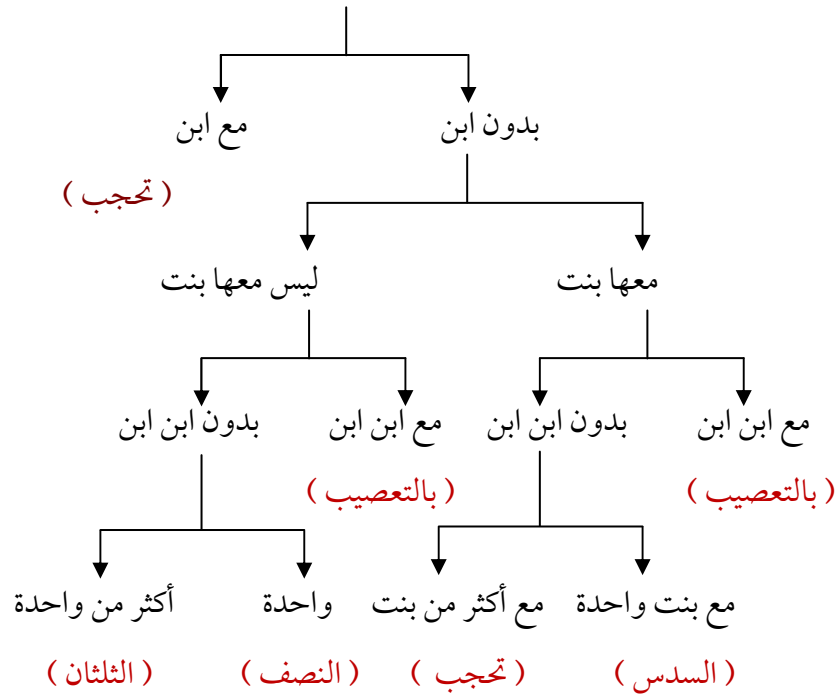 بدون ابن
مع ابن
( تحجب )
معها بنت
ليس معها بنت
مع ابن ابن
بدون ابن ابن
مع ابن ابن
بدون ابن ابن
( بالتعصيب )
( بالتعصيب )
مع بنت واحدة
مع أكثر من بنت
واحدة
أكثر من واحدة
( السدس )
( تحجب )
( النصف )
( الثلثان )